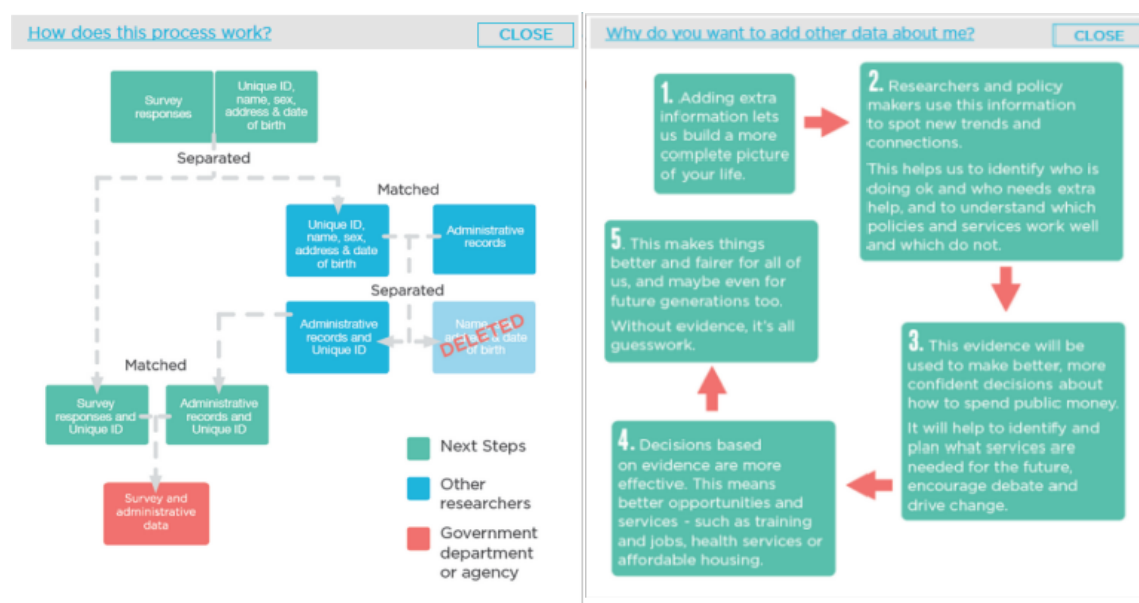 How does this process work?
CLOSE
Survey
responses
Unique ID,
name, sex,
address & date
of birth
Separated
Matched
Unique ID,
name, sex,
address & date
of birth
Administrative
records
Separated
Administrative
records and
Unique ID
Name
address & date
of birth
DELETED
Matched
Survey
responses and
Unique ID
Administrative
records and
Unique ID
Survey and
administrative
data
Next Steps
Other
researchers
Government
department
or agency
Why do you want to add other data about me?
CLOSE
1. Adding extra
information lets
us build a more
complete picture
of your life.
2. Researchers and policy
makers use this information
to spot new trends and
connections.
This helps us to identify who is
doing ok and who needs extra
help, and to understand which
policies and services work well
and which do not.
3. This evidence will be
used to make better, more
confident decisions about
how to spend public money.
It will help to identify and
plan what services are
needed for the future,
encourage debate and
drive change.
4. Decisions based
on evidence are more
effective. This means
better opportunities and
services - such as training
and jobs, health services or
affordable housing.
5. This makes things
better and fairer for all of
us, and maybe even for
future generations too.
Without evidence, it's all
guesswork.